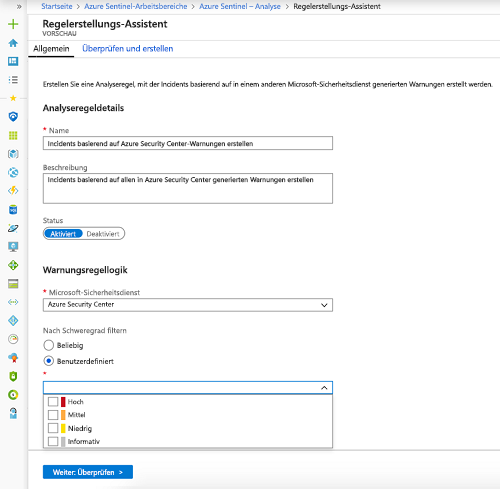 Startseite > Azure Sentinel-Arbeitsbereiche > Azure Sentinel – Analyse > Regelerstellungs-Assistent
Regelerstellungs-Assistent
VORSCHAU
Allgemein Überprüfen und erstellen
Erstellen Sie eine Analyseregel, mit der Incidents basierend auf in einem anderen Microsoft-Sicherheitsdienst generierten Warnungen erstellt werden.
Analyseregeldetails
* Name
Incidents basierend auf Azure Security Center-Warnungen erstellen
Beschreibung
Incidents basierend auf allen in Azure Security Center generierten Warnungen erstellen
Status
Aktiviert Deaktiviert
Warnungsregellogik
* Microsoft-Sicherheitsdienst
Azure Security Center
Nach Schweregrad filtern
Beliebig
Benutzerdefiniert
*
Hoch
Mittel
Niedrig
Informativ
Weiter: Überprüfen >